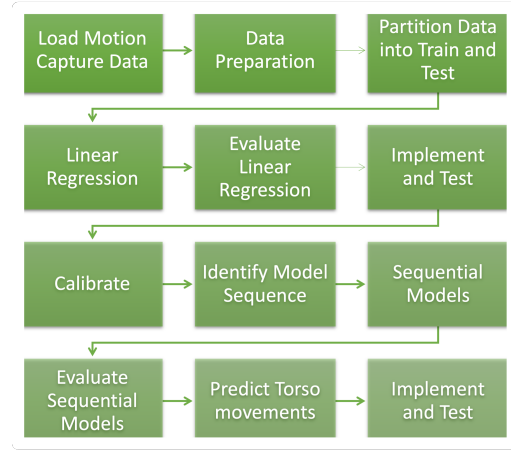 Load Motion
Capture Data
Data
Preparation
Partition Data
into Train and
Test
Linear
Regression
Evaluate
Linear
Regression
Implement
and Test
Calibrate
Identify Model
Sequence
Sequential
Models
Evaluate
Sequential
Models
Predict Torso
movements
Implement
and Test